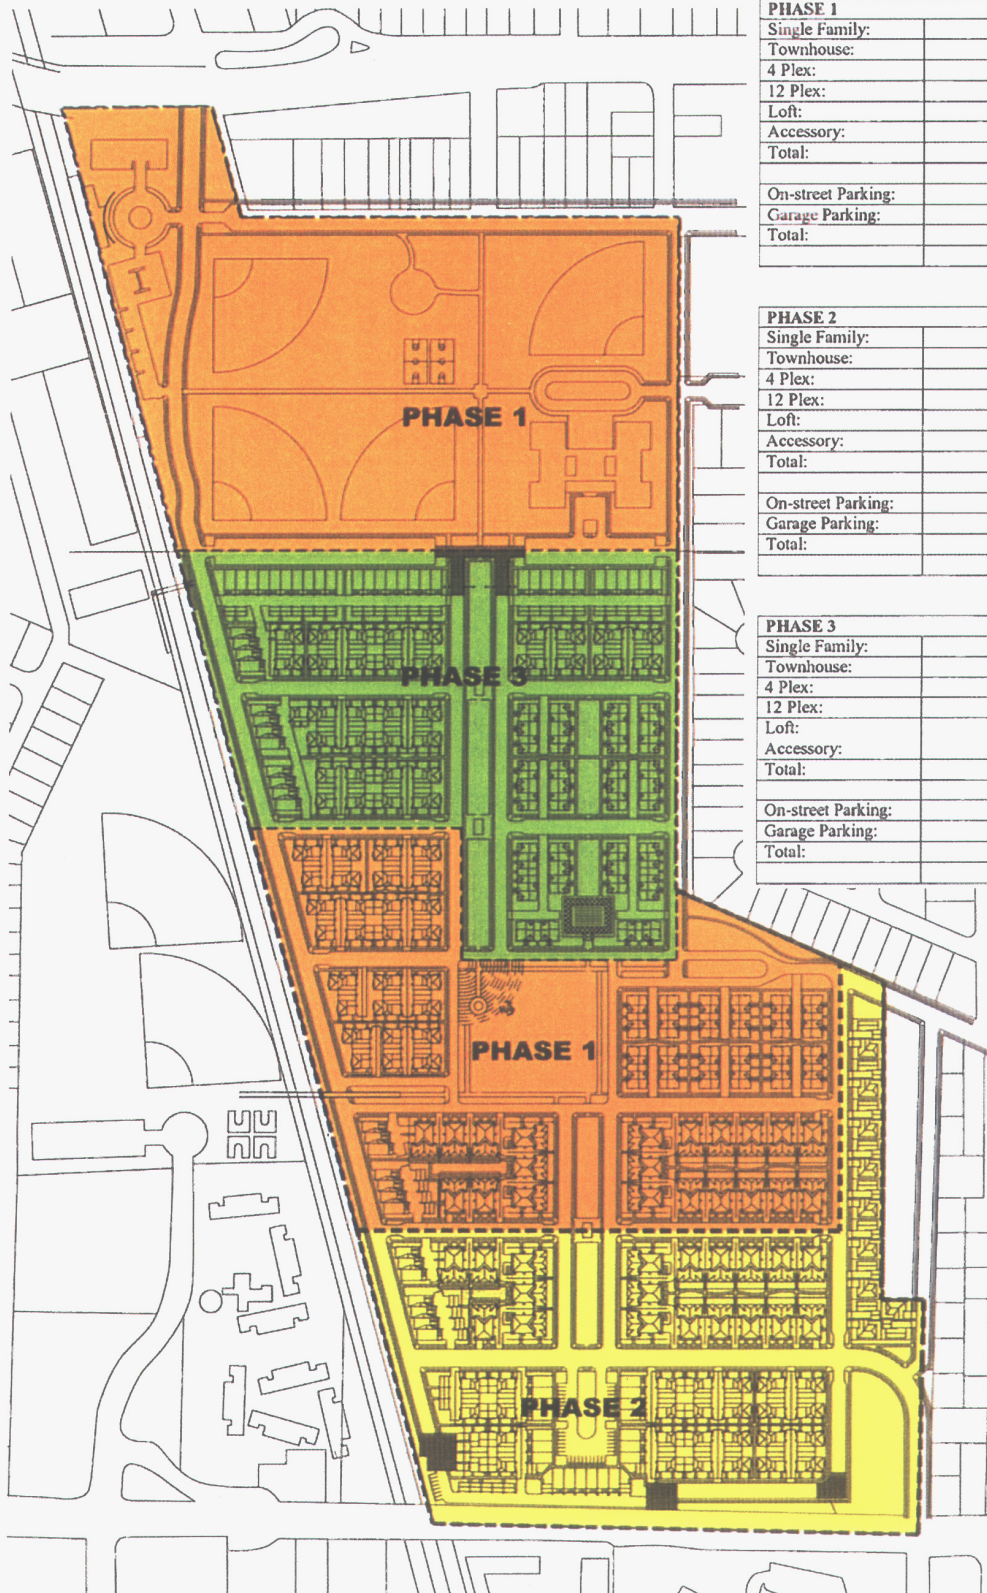 PHASE 1
Single Family:
Townhouse:
4 Plex:
12 Plex:
Loft:
Accessory:
Total:
On-street Parking:
Garage Parking:
Total:
PHASE 2
Single Family:
Townhouse:
4 Plex:
12 Plex:
Loft:
Accessory:
Total:
On-street Parking:
Garage Parking:
Total:
PHASE 3
Single Family:
Townhouse:
4 Plex:
12 Plex:
Loft:
Accessory:
Total:
On-street Parking:
Garage Parking:
Total:
PHASE 1
PHASE 3
PHASE 1
PHASE 2